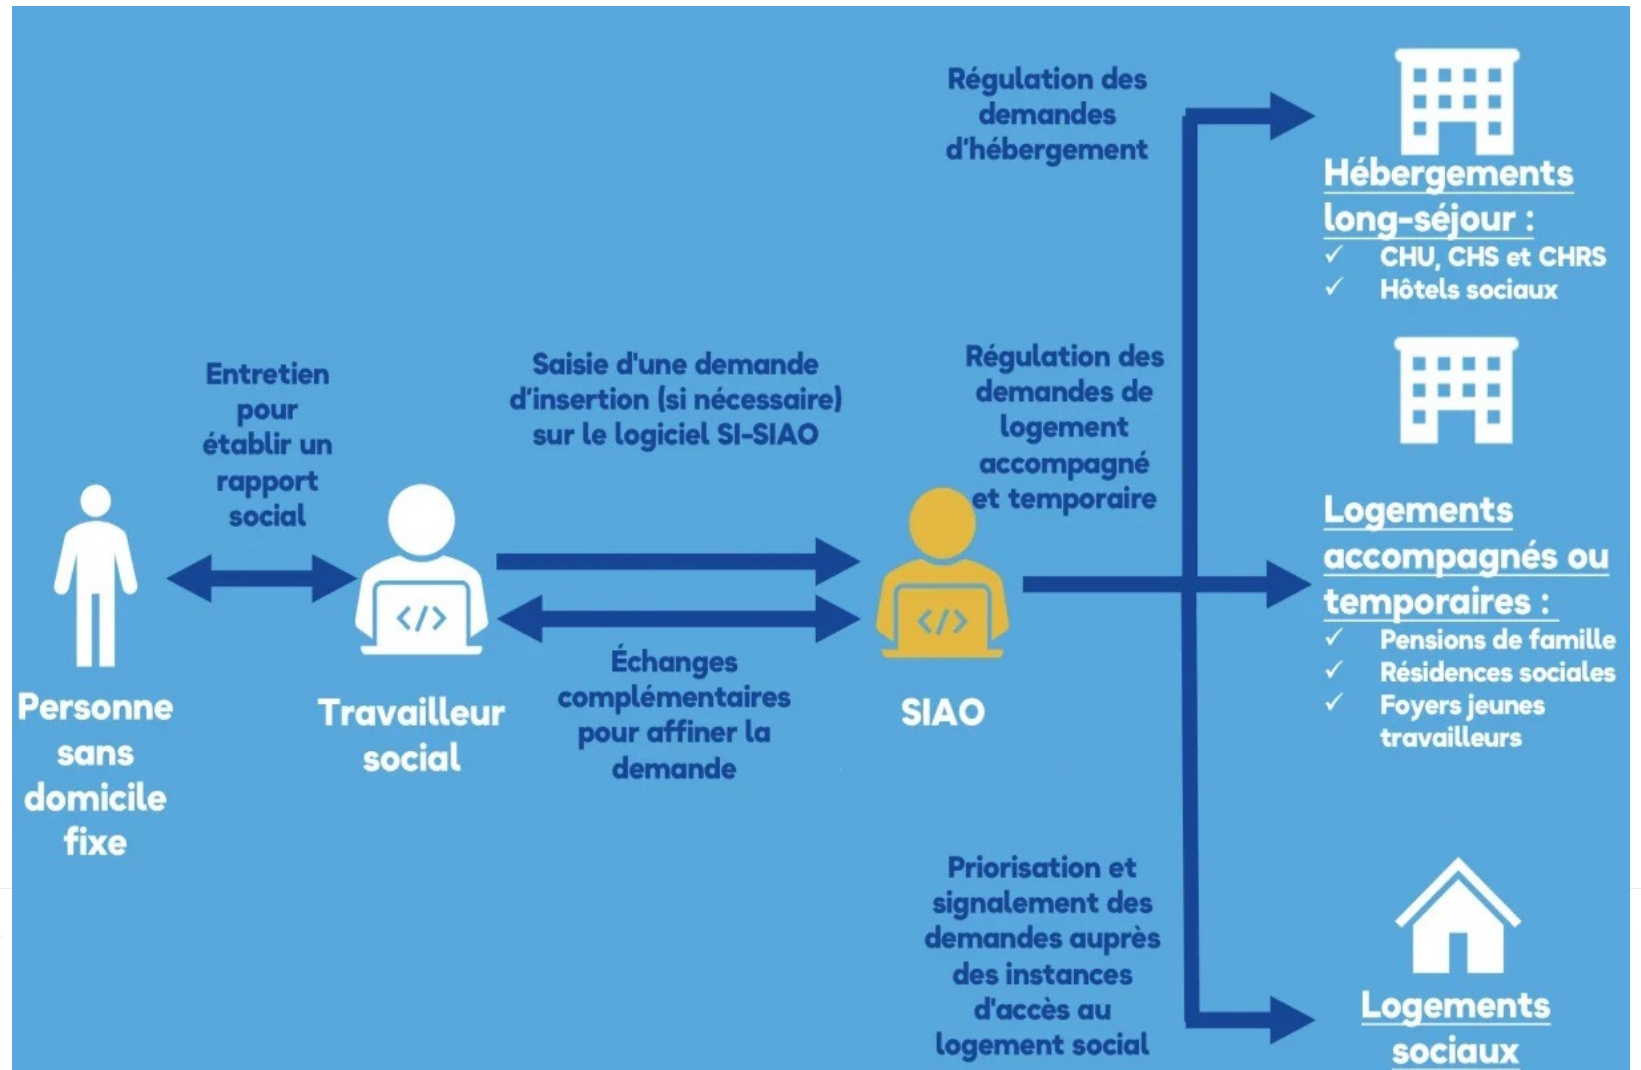 Personne
sans
domicile
fixe
Entretien
pour
établir un
rapport
social
Travailleur
social
Saisie d'une demande
d'insertion (si nécessaire)
sur le logiciel SI-SIAO
Échanges
complémentaires
pour affiner la
demande
</>
</>
SIAO
Régulation des
demandes
d'hébergement
Régulation des
demandes de
logement
accompagné
et temporaire
Priorisation et
signalement des
demandes auprès
des instances
d'accès au
logement social
Hébergements
long-séjour :
✓ CHU, CHS et CHRS
✓ Hôtels sociaux
Logements
accompagnés ou
temporaires :
✓ Pensions de famille
✓ Résidences sociales
✓ Foyers jeunes
travailleurs
Logements
sociaux